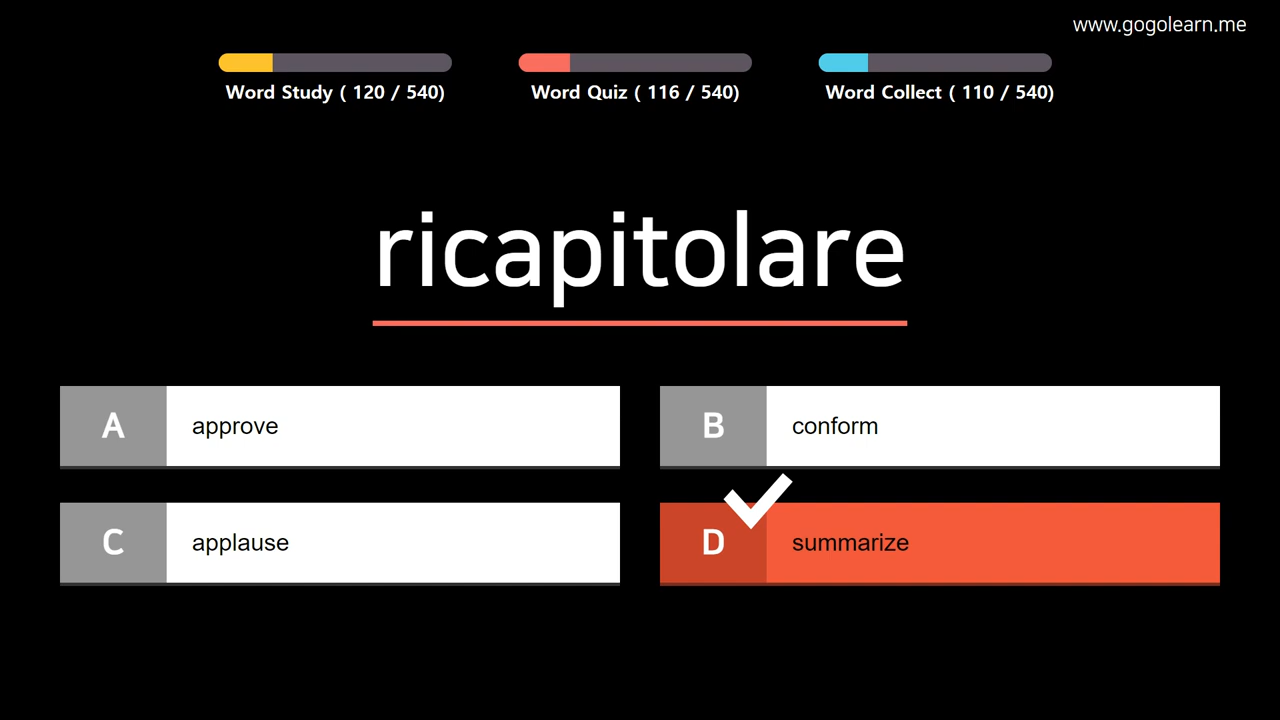 www.gogolearn.me
Word Study ( 120 / 540)
Word Quiz ( 116 / 540)
Word Collect ( 110 / 540)
ricapitolare
A approve
B conform
C applause
D summarize